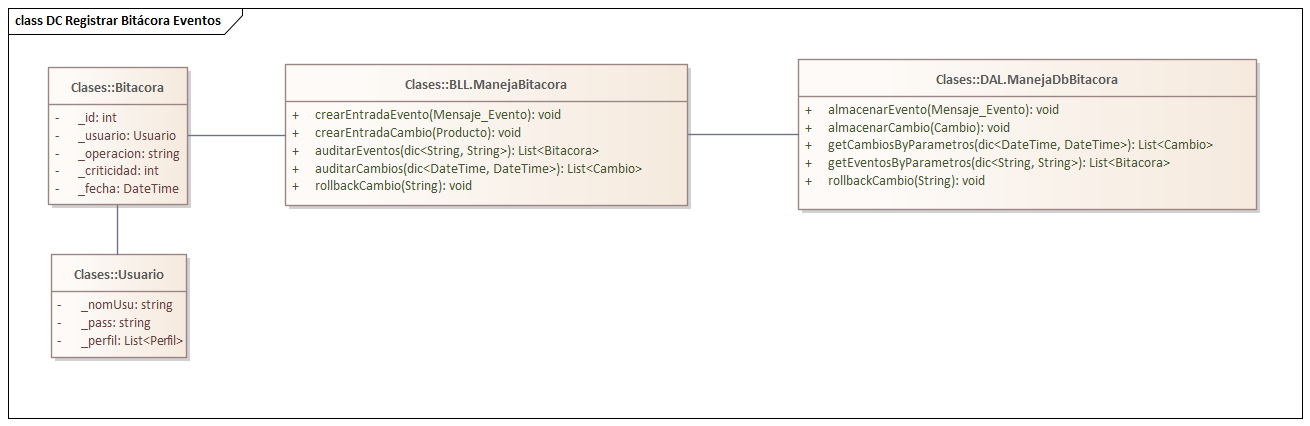 class DC Registrar Bitácora Eventos
Clases::Bitacora
- _id: int
- _usuario: Usuario
- _operacion: string
- _criticidad: int
- _fecha: DateTime
Clases::Usuario
- _nomUsu: string
- _pass: string
- _perfil: List<Perfil>
Clases::BLL.ManejaBitacora
+ crearEntradaEvento(Mensaje_Evento): void
+ crearEntradaCambio(Producto): void
+ auditarEventos(dic<String, String>): List<Bitacora>
+ auditarCambios(dic<DateTime, DateTime>): List<Cambio>
+ rollbackCambio(String): void
Clases::DAL.ManejaDbBitacora
+ almacenarEvento(Mensaje_Evento): void
+ almacenarCambio(Cambio): void
+ getCambiosByParametros(dic<DateTime, DateTime>): List<Cambio>
+ getEventosByParametros(dic<String, String>): List<Bitacora>
+ rollbackCambio(String): void